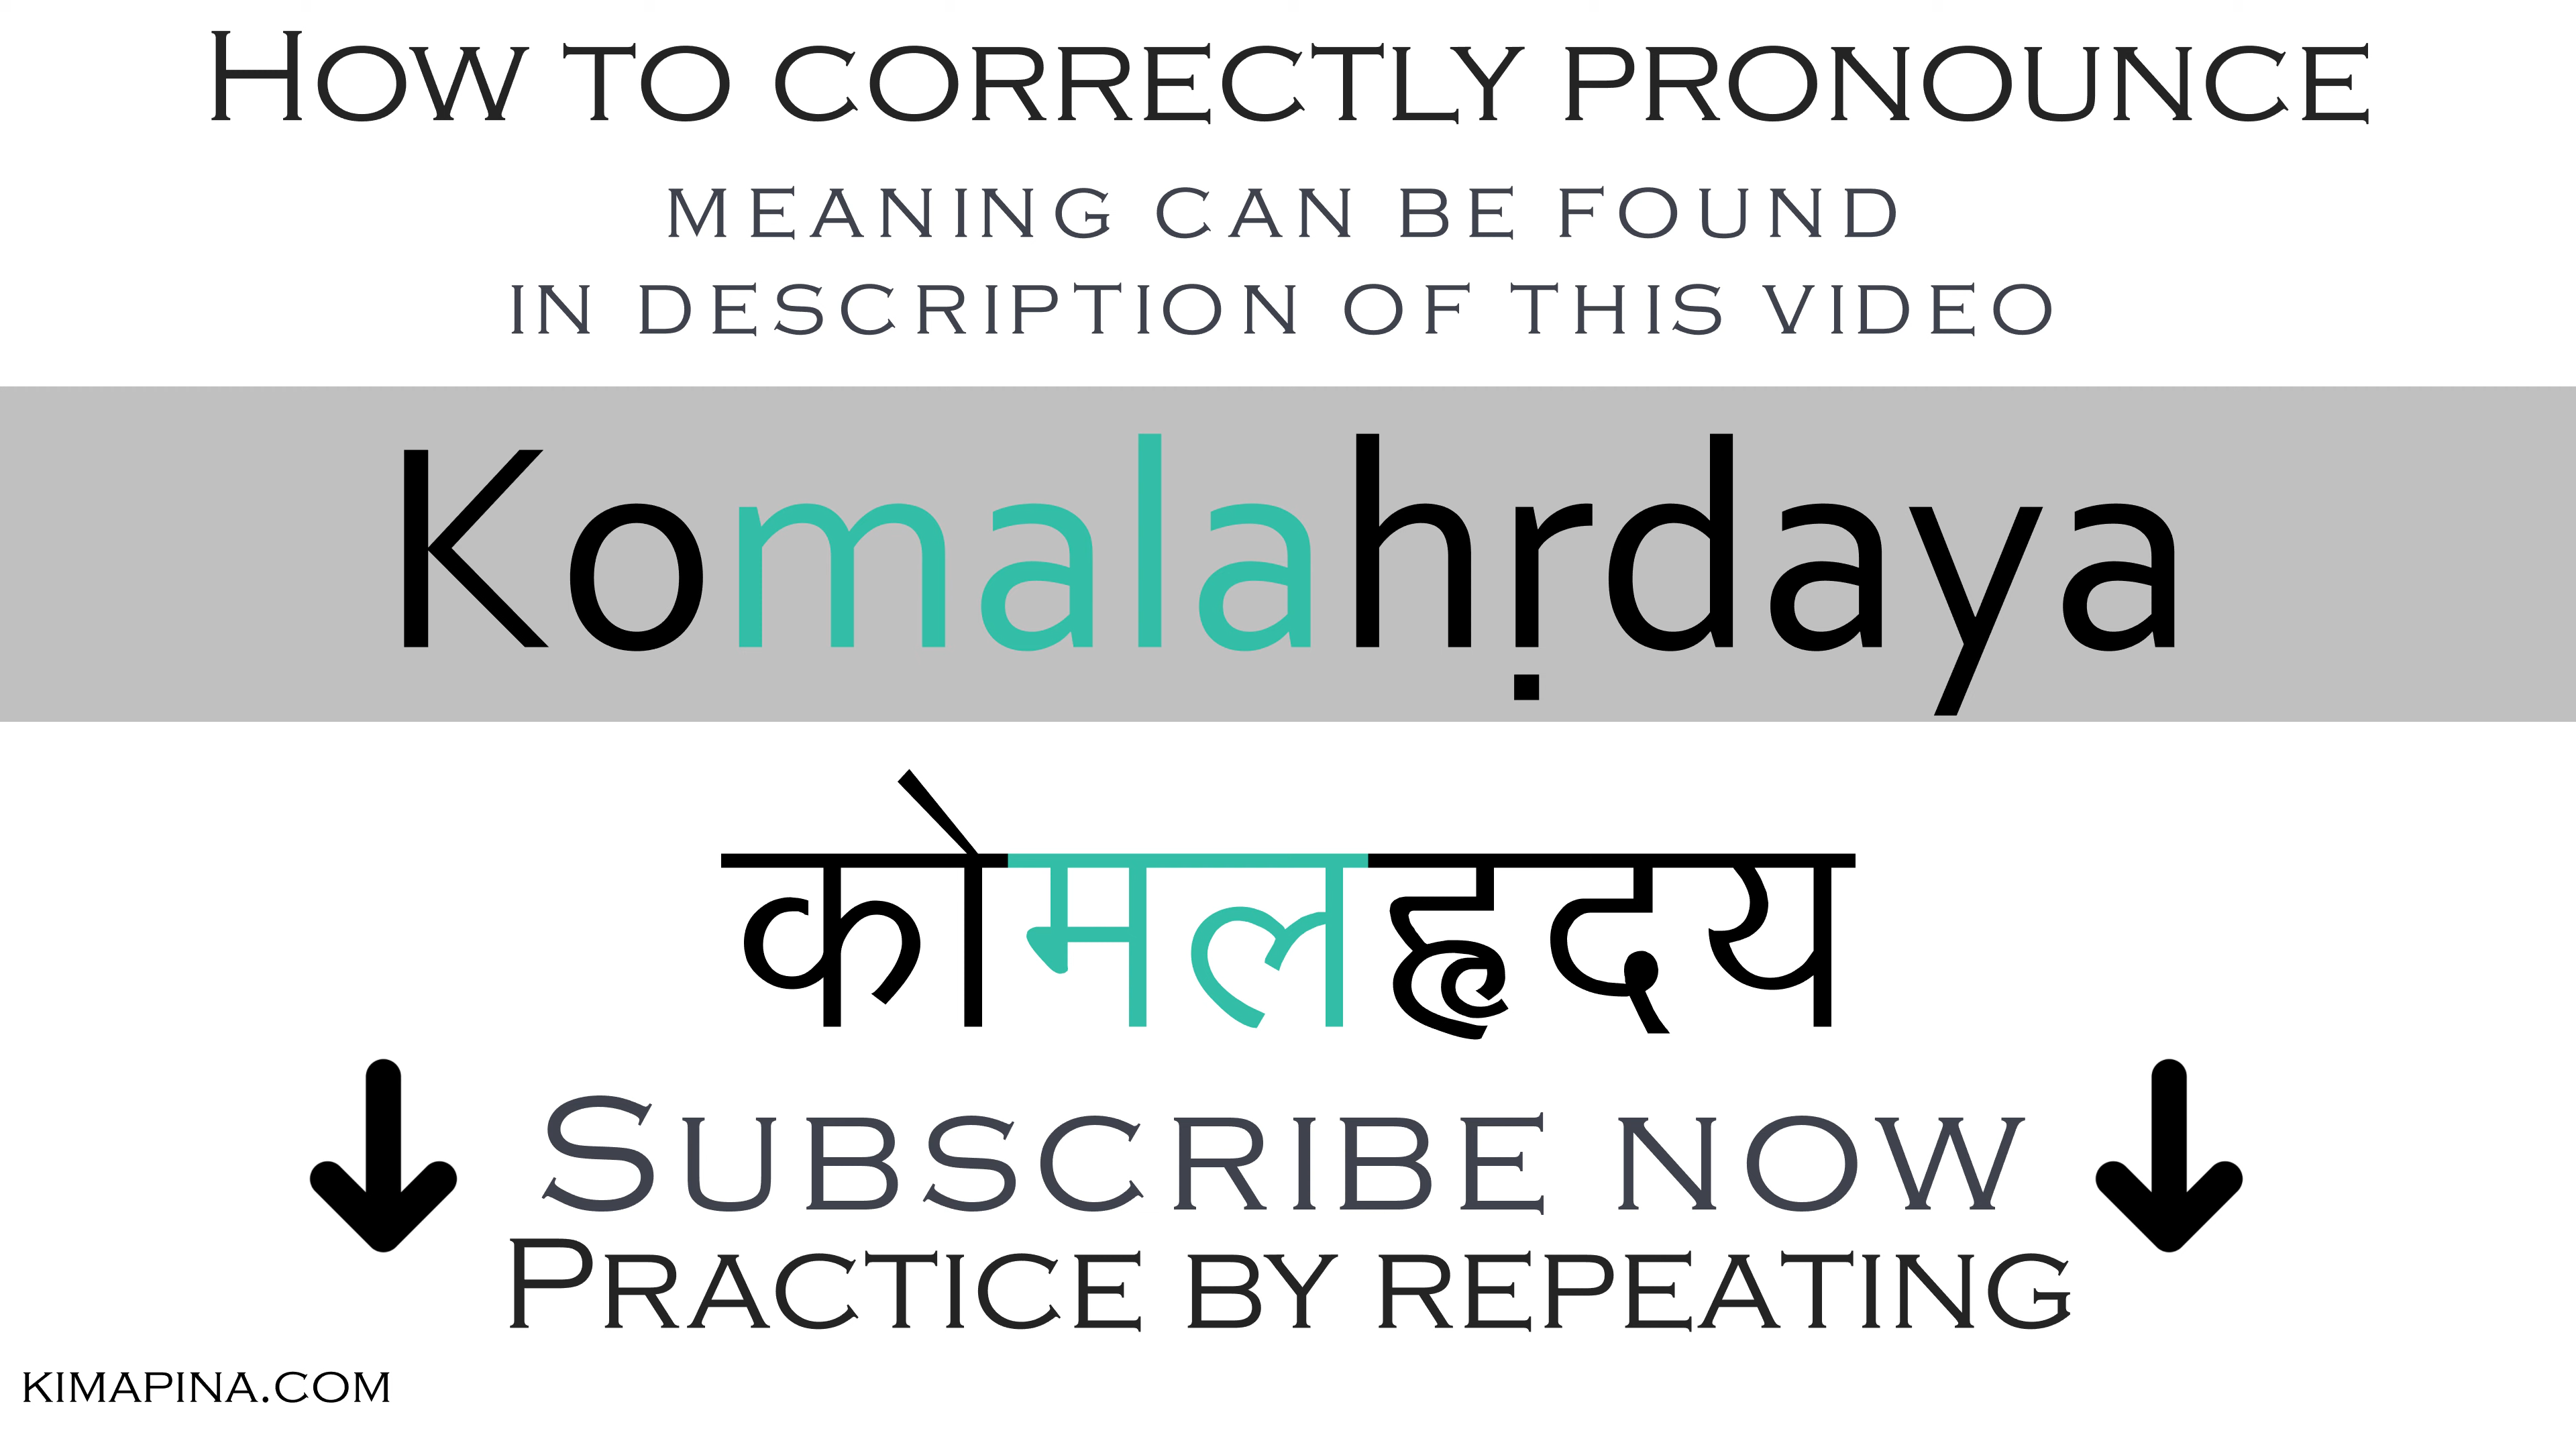 How to correctly pronounce
meaning can be found
in description of this video
Komalahṛdaya
कोमलहृदय
Subscribe now
Practice by repeating
kimapina.com